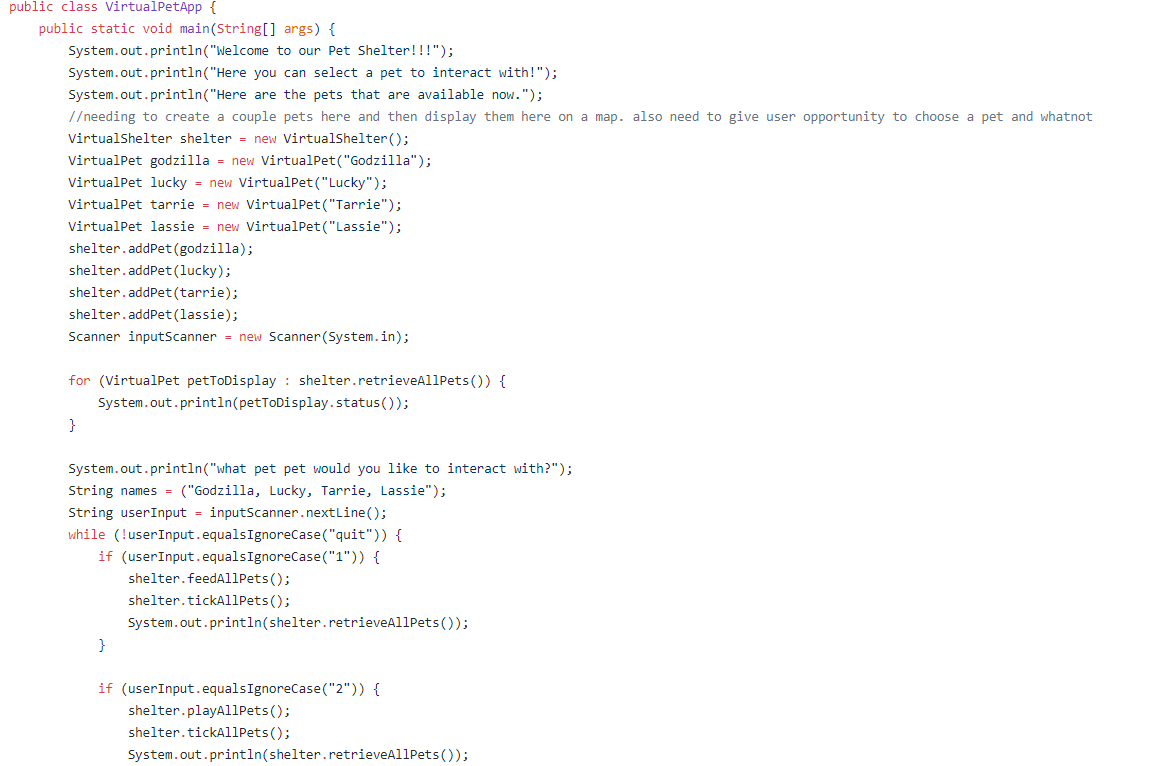 public class VirtualPetApp {
public static void main(String[] args) {
System.out.println("Welcome to our Pet Shelter!!!");
System.out.println("Here you can select a pet to interact with!");
System.out.println("Here are the pets that are available now.");
//needing to create a couple pets here and then display them here on a map. also need to give user opportunity to choose a pet and whatnot
VirtualShelter shelter = new VirtualShelter();
VirtualPet godzilla = new VirtualPet("Godzilla");
VirtualPet lucky = new VirtualPet("Lucky");
VirtualPet tarrie = new VirtualPet("Tarrie");
VirtualPet lassie = new VirtualPet("Lassie");
shelter.addPet(godzilla);
shelter.addPet(lucky);
shelter.addPet(tarrie);
shelter.addPet(lassie);
Scanner inputScanner = new Scanner(System.in);
for (VirtualPet petToDisplay : shelter.retrieveAllPets()) {
System.out.println(petToDisplay.status());
}
System.out.println("what pet pet would you like to interact with?");
String names = ("Godzilla, Lucky, Tarrie, Lassie");
String userInput = inputScanner.nextLine();
while (!userInput.equalsIgnoreCase("quit")) {
if (userInput.equalsIgnoreCase("1")) {
shelter.feedAllPets();
shelter.tickAllPets();
System.out.println(shelter.retrieveAllPets());
}
if (userInput.equalsIgnoreCase("2")) {
shelter.playAllPets();
shelter.tickAllPets();
System.out.println(shelter.retrieveAllPets());